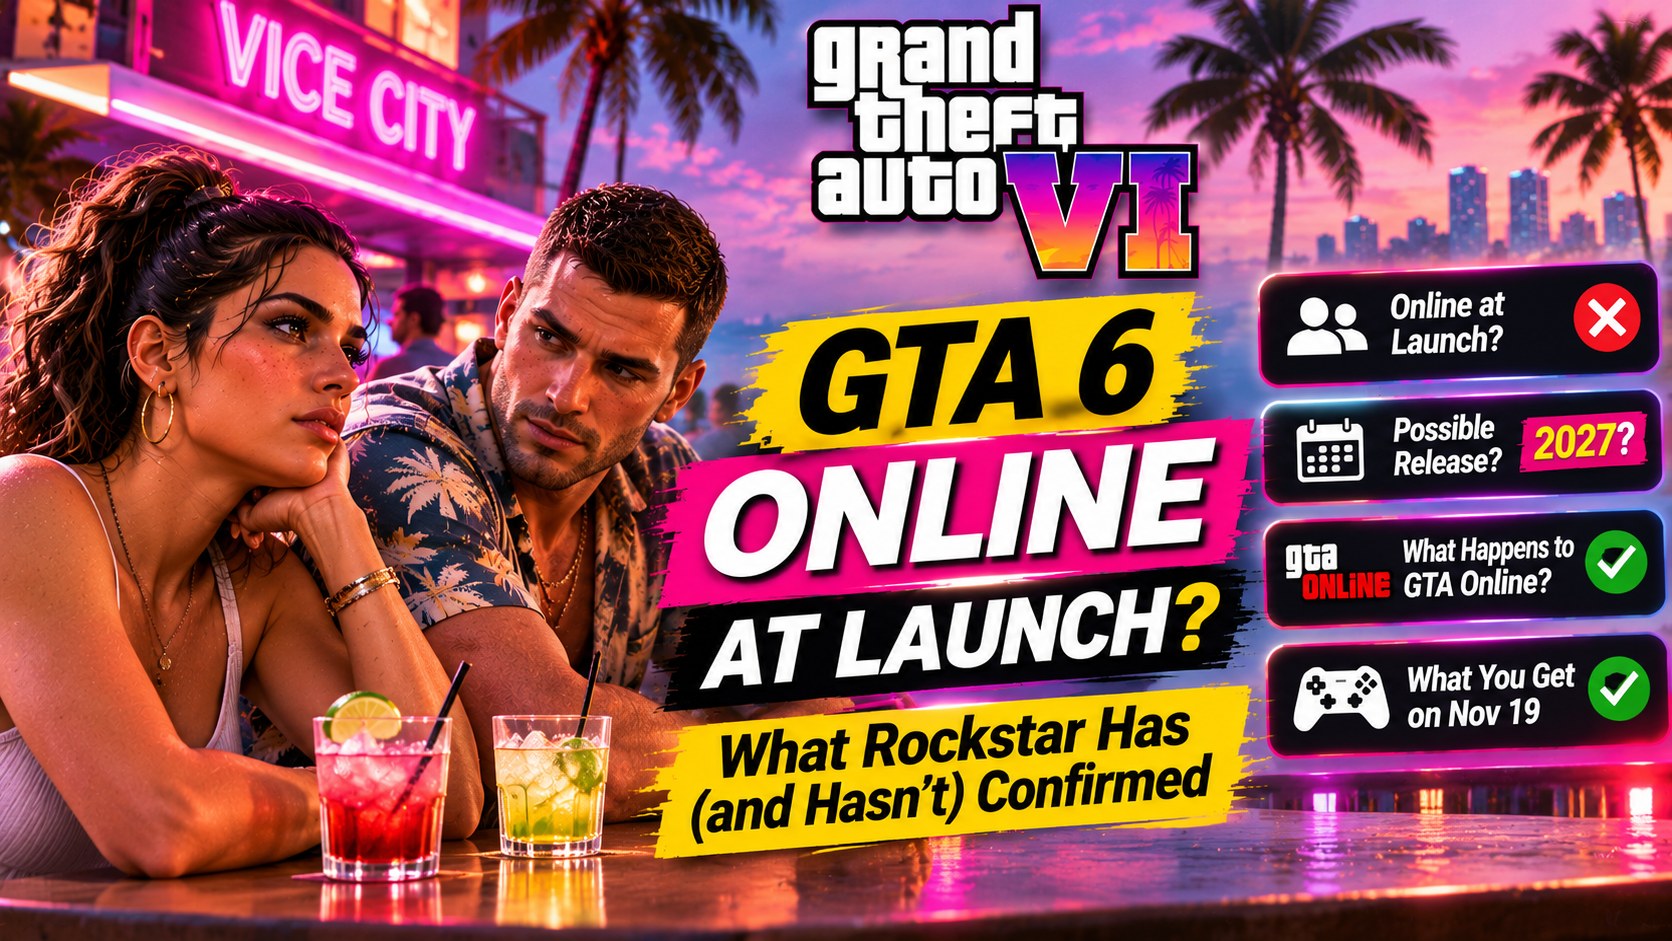 VICE CITY
grand
theft
auto VI
GTA 6
ONLINE
AT LAUNCH?
What Rockstar Has
(and Hasn't) Confirmed
Online at
Launch?
Possible
Release?
2027?
gta
ONLINE
What Happens to
GTA Online?
What You Get
on Nov 19